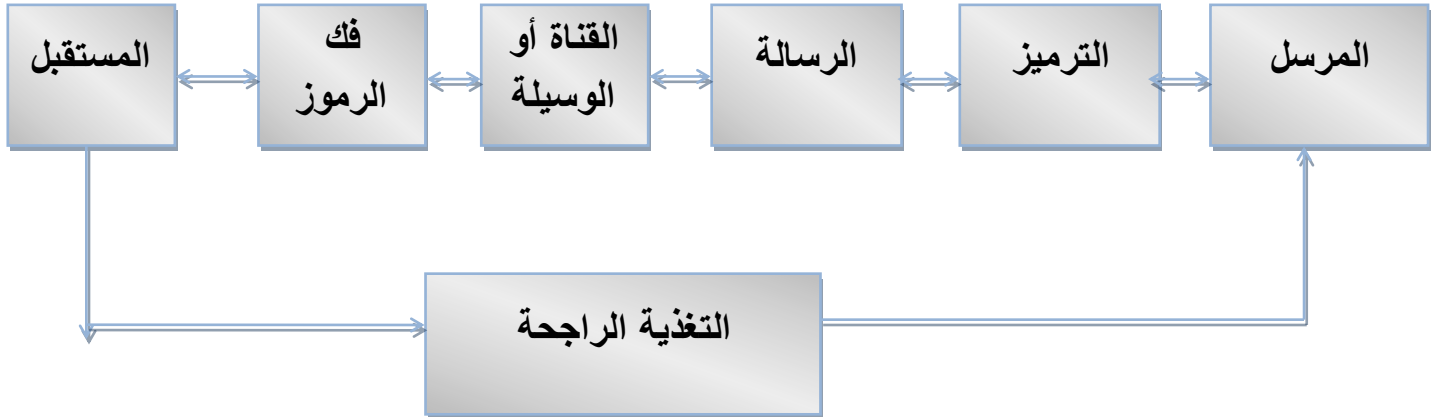 المرسل
الترميز
الرسالة
القناة أو
الوسيلة
فك
الرموز
المستقبل
التغذية الراجحة